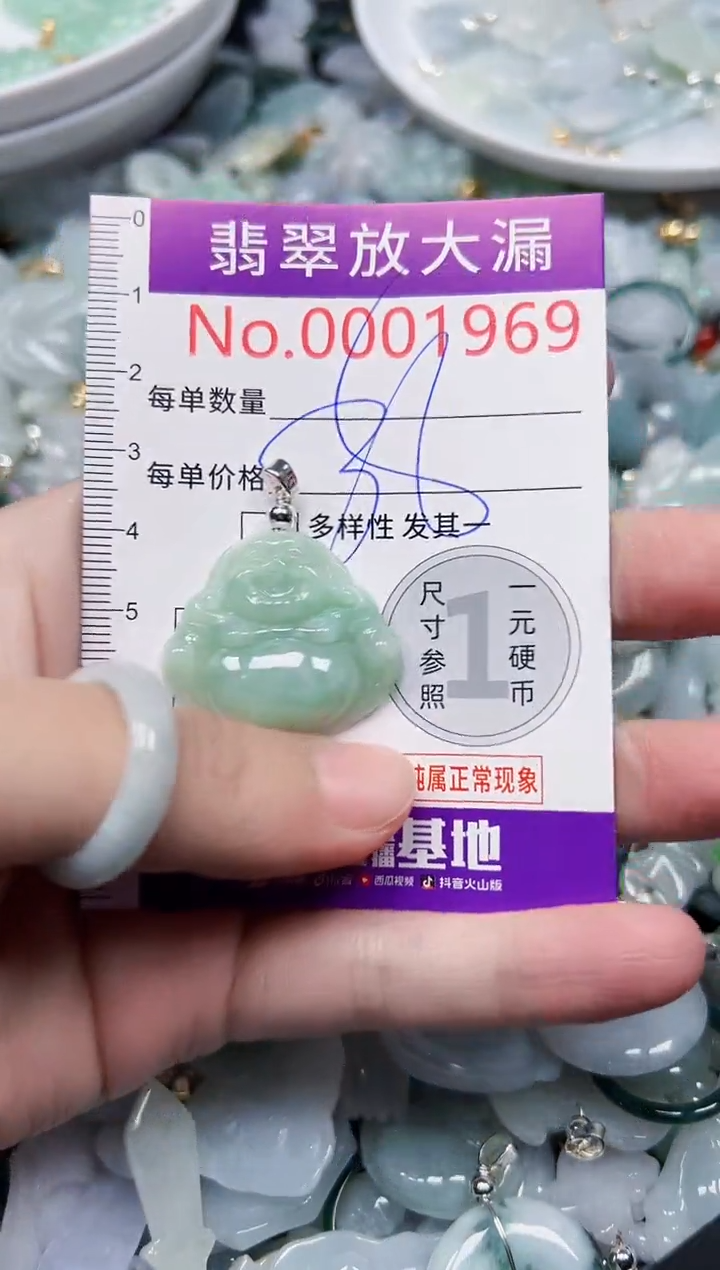 翡翠放大漏
No.0001969
每单数量
每单价格
多样性 发其一
0
1
2
3
4
5
尺寸参照
1
一元硬币
纯属正常现象
播基地
西瓜视频 抖音火山版